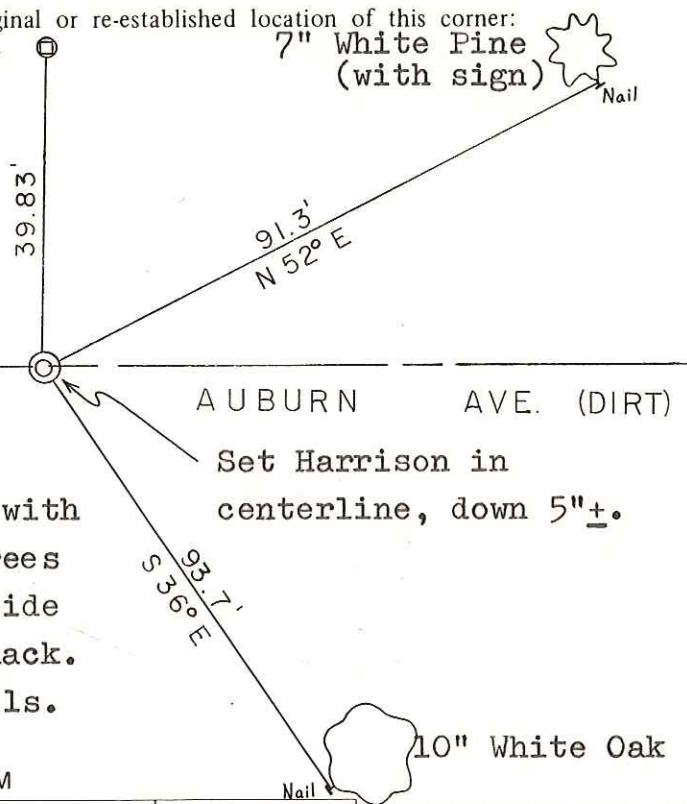 ginal or re-established location of this corner:
7" White Pine
(with sign)
Nail
39.83'
91.3'
N 52° E
AUBURN AVE. (DIRT)
Set Harrison in
centerline, down 5"±.
with
ees
ide
ack.
ls.
93.7'
S 36° E
10" White Oak
Nail
M